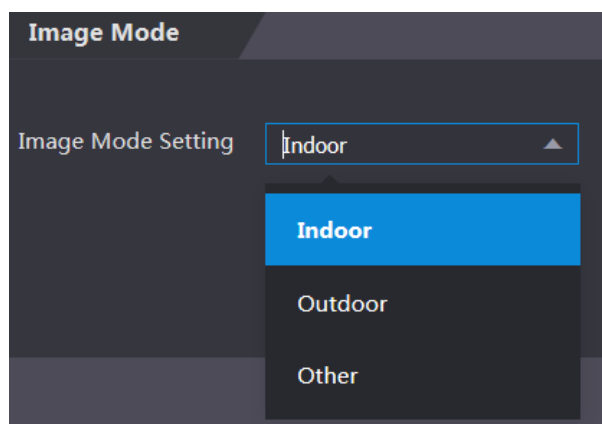 Image Mode
Image Mode Setting Indoor
Indoor
Outdoor
Other